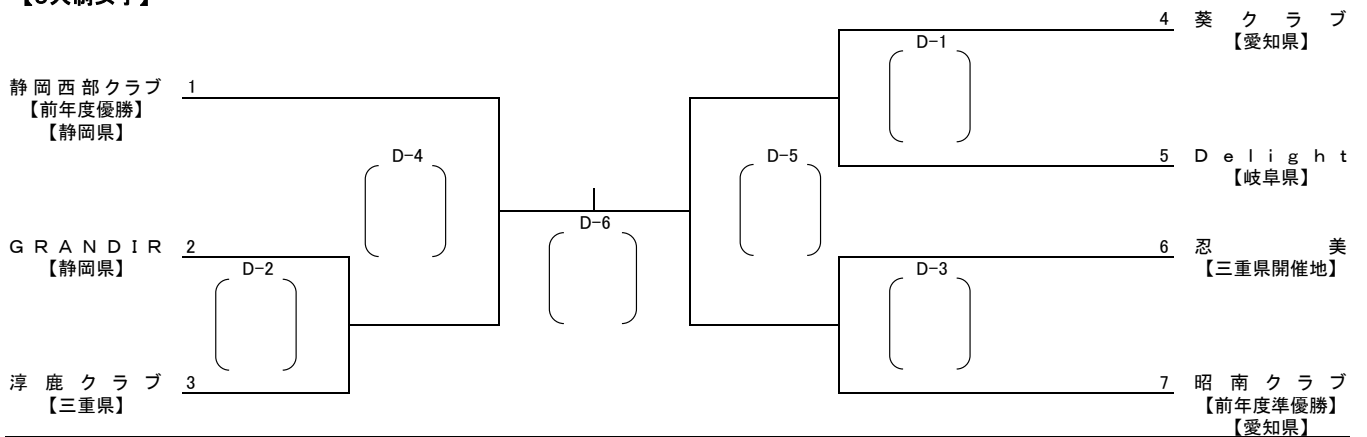 静岡西部クラブ 1
【前年度優勝】
【静岡県】
GRANDIR 2
【静岡県】
淳鹿クラブ 3
【三重県】
D-2
D-4
D-6
D-5
D-1
D-3
4 葵クラブ
【愛知県】
5 Delight
【岐阜県】
6 忍美
【三重県開催地】
7 昭南クラブ
【前年度準優勝】
【愛知県】